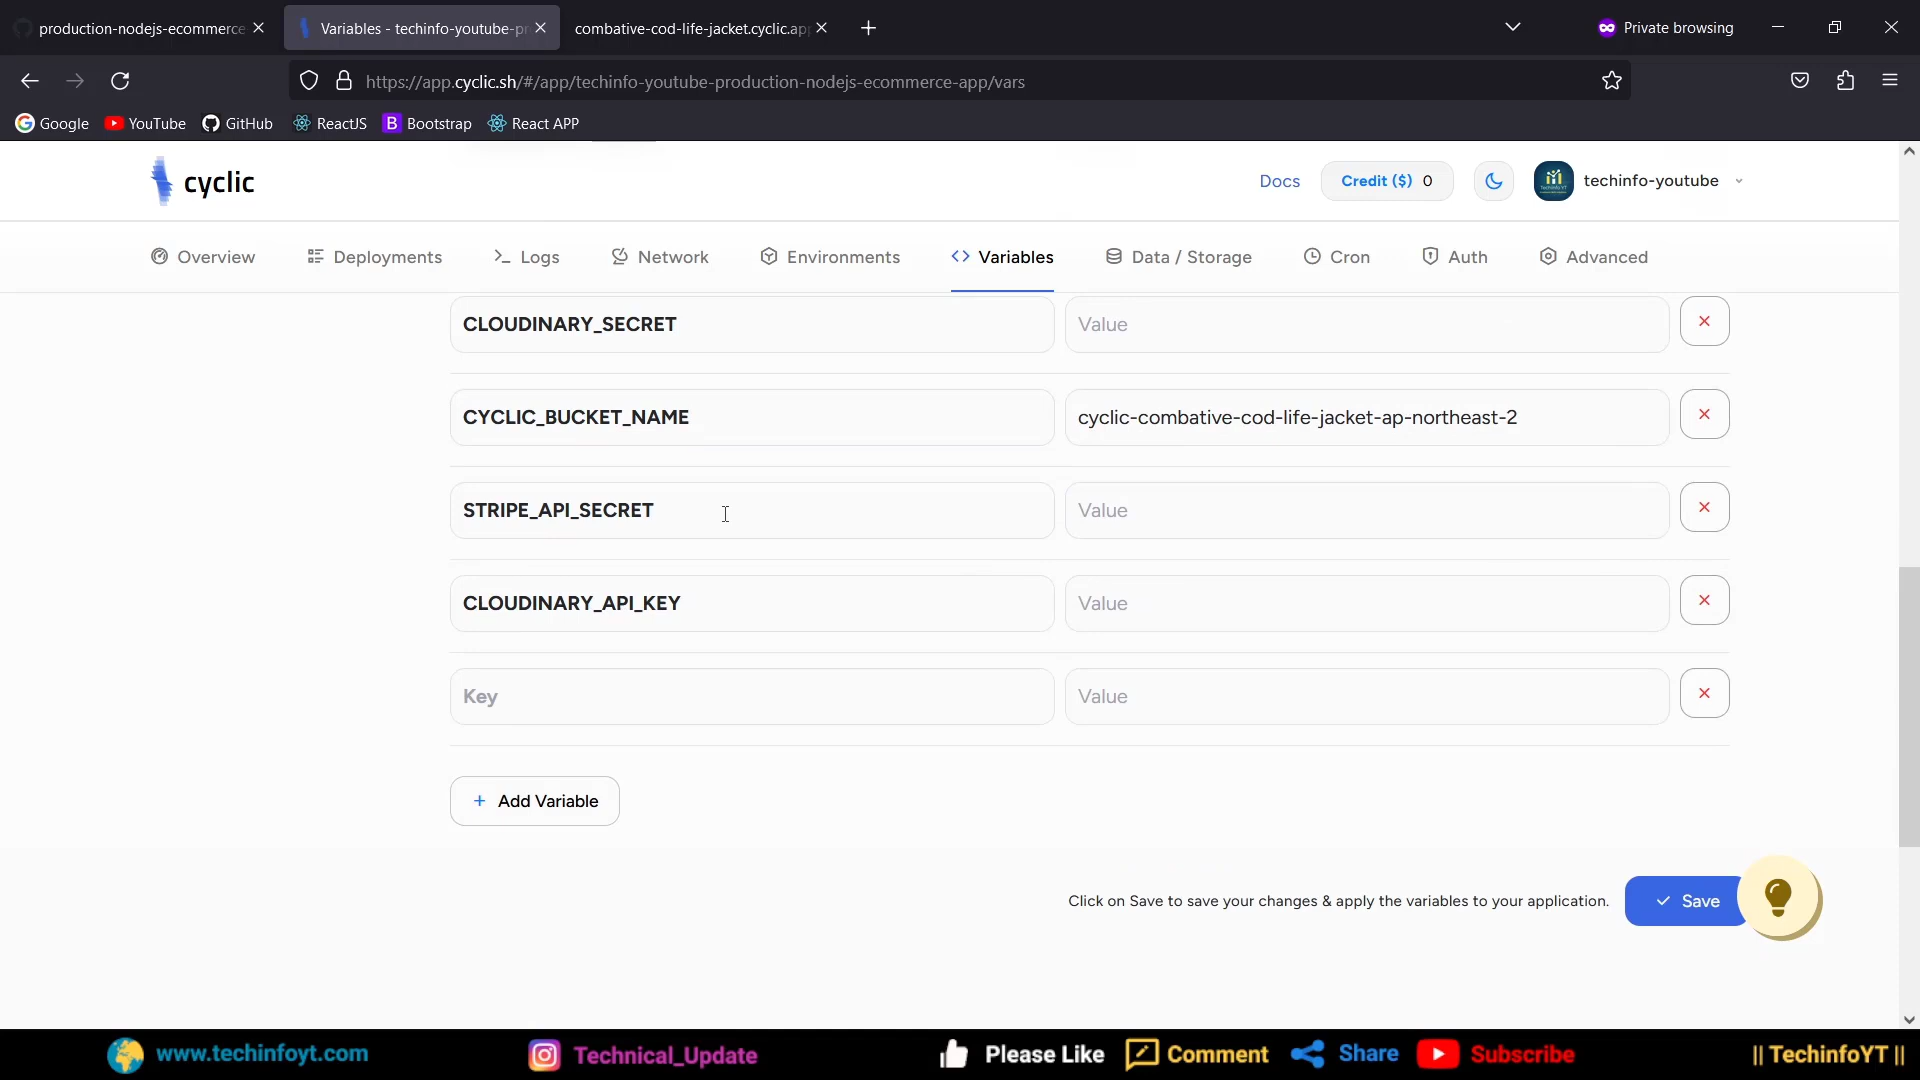 production-nodejs-ecommerce
Variables - techinfo-youtube-pr
combative-cod-life-jacket.cyclic.ap
Private browsing
https://app.cyclic.sh/#/app/techinfo-youtube-production-nodejs-ecommerce-app/vars
Google
YouTube
GitHub
ReactJS
Bootstrap
React APP
cyclic
Docs
Credit ($) 0
techinfo-youtube
Overview
Deployments
Logs
Network
Environments
Variables
Data / Storage
Cron
Auth
Advanced
CLOUDINARY_SECRET
Value
CYCLIC_BUCKET_NAME
cyclic-combative-cod-life-jacket-ap-northeast-2
STRIPE_API_SECRET
Value
CLOUDINARY_API_KEY
Value
Key
Value
+ Add Variable
Click on Save to save your changes & apply the variables to your application.
Save
www.techinfoyt.com
Technical_Update
Please Like
Comment
Share
Subscribe
|| TechinfoYT ||